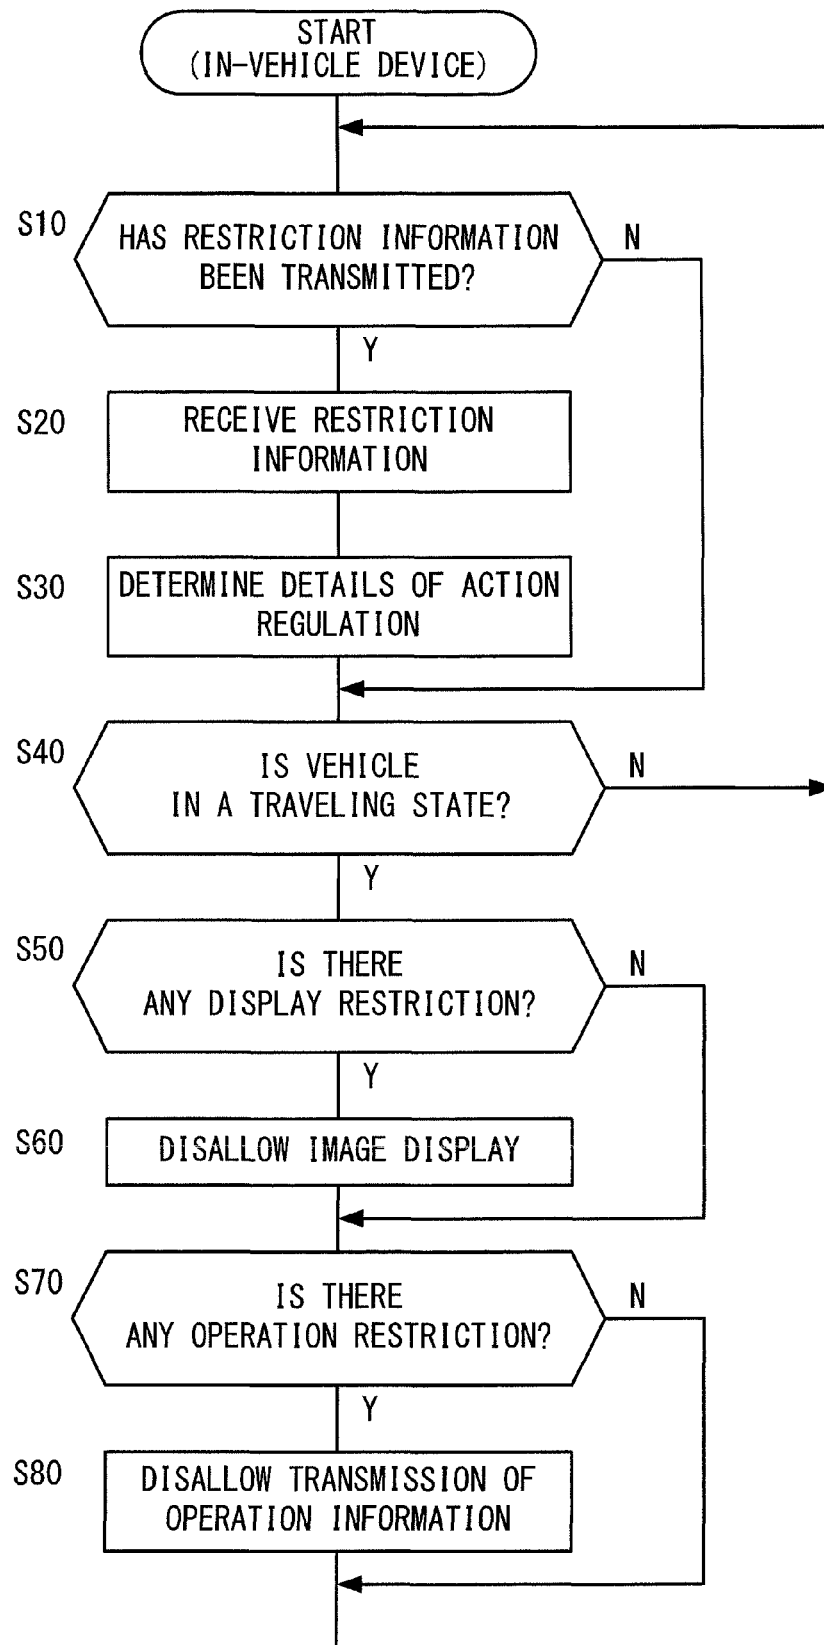 START
(IN-VEHICLE DEVICE)
S10
HAS RESTRICTION INFORMATION
BEEN TRANSMITTED?
N
Y
S20
RECEIVE RESTRICTION
INFORMATION
S30
DETERMINE DETAILS OF ACTION
REGULATION
S40
IS VEHICLE
IN A TRAVELING STATE?
N
Y
S50
IS THERE
ANY DISPLAY RESTRICTION?
N
Y
S60
DISALLOW IMAGE DISPLAY
S70
IS THERE
ANY OPERATION RESTRICTION?
N
Y
S80
DISALLOW TRANSMISSION OF
OPERATION INFORMATION